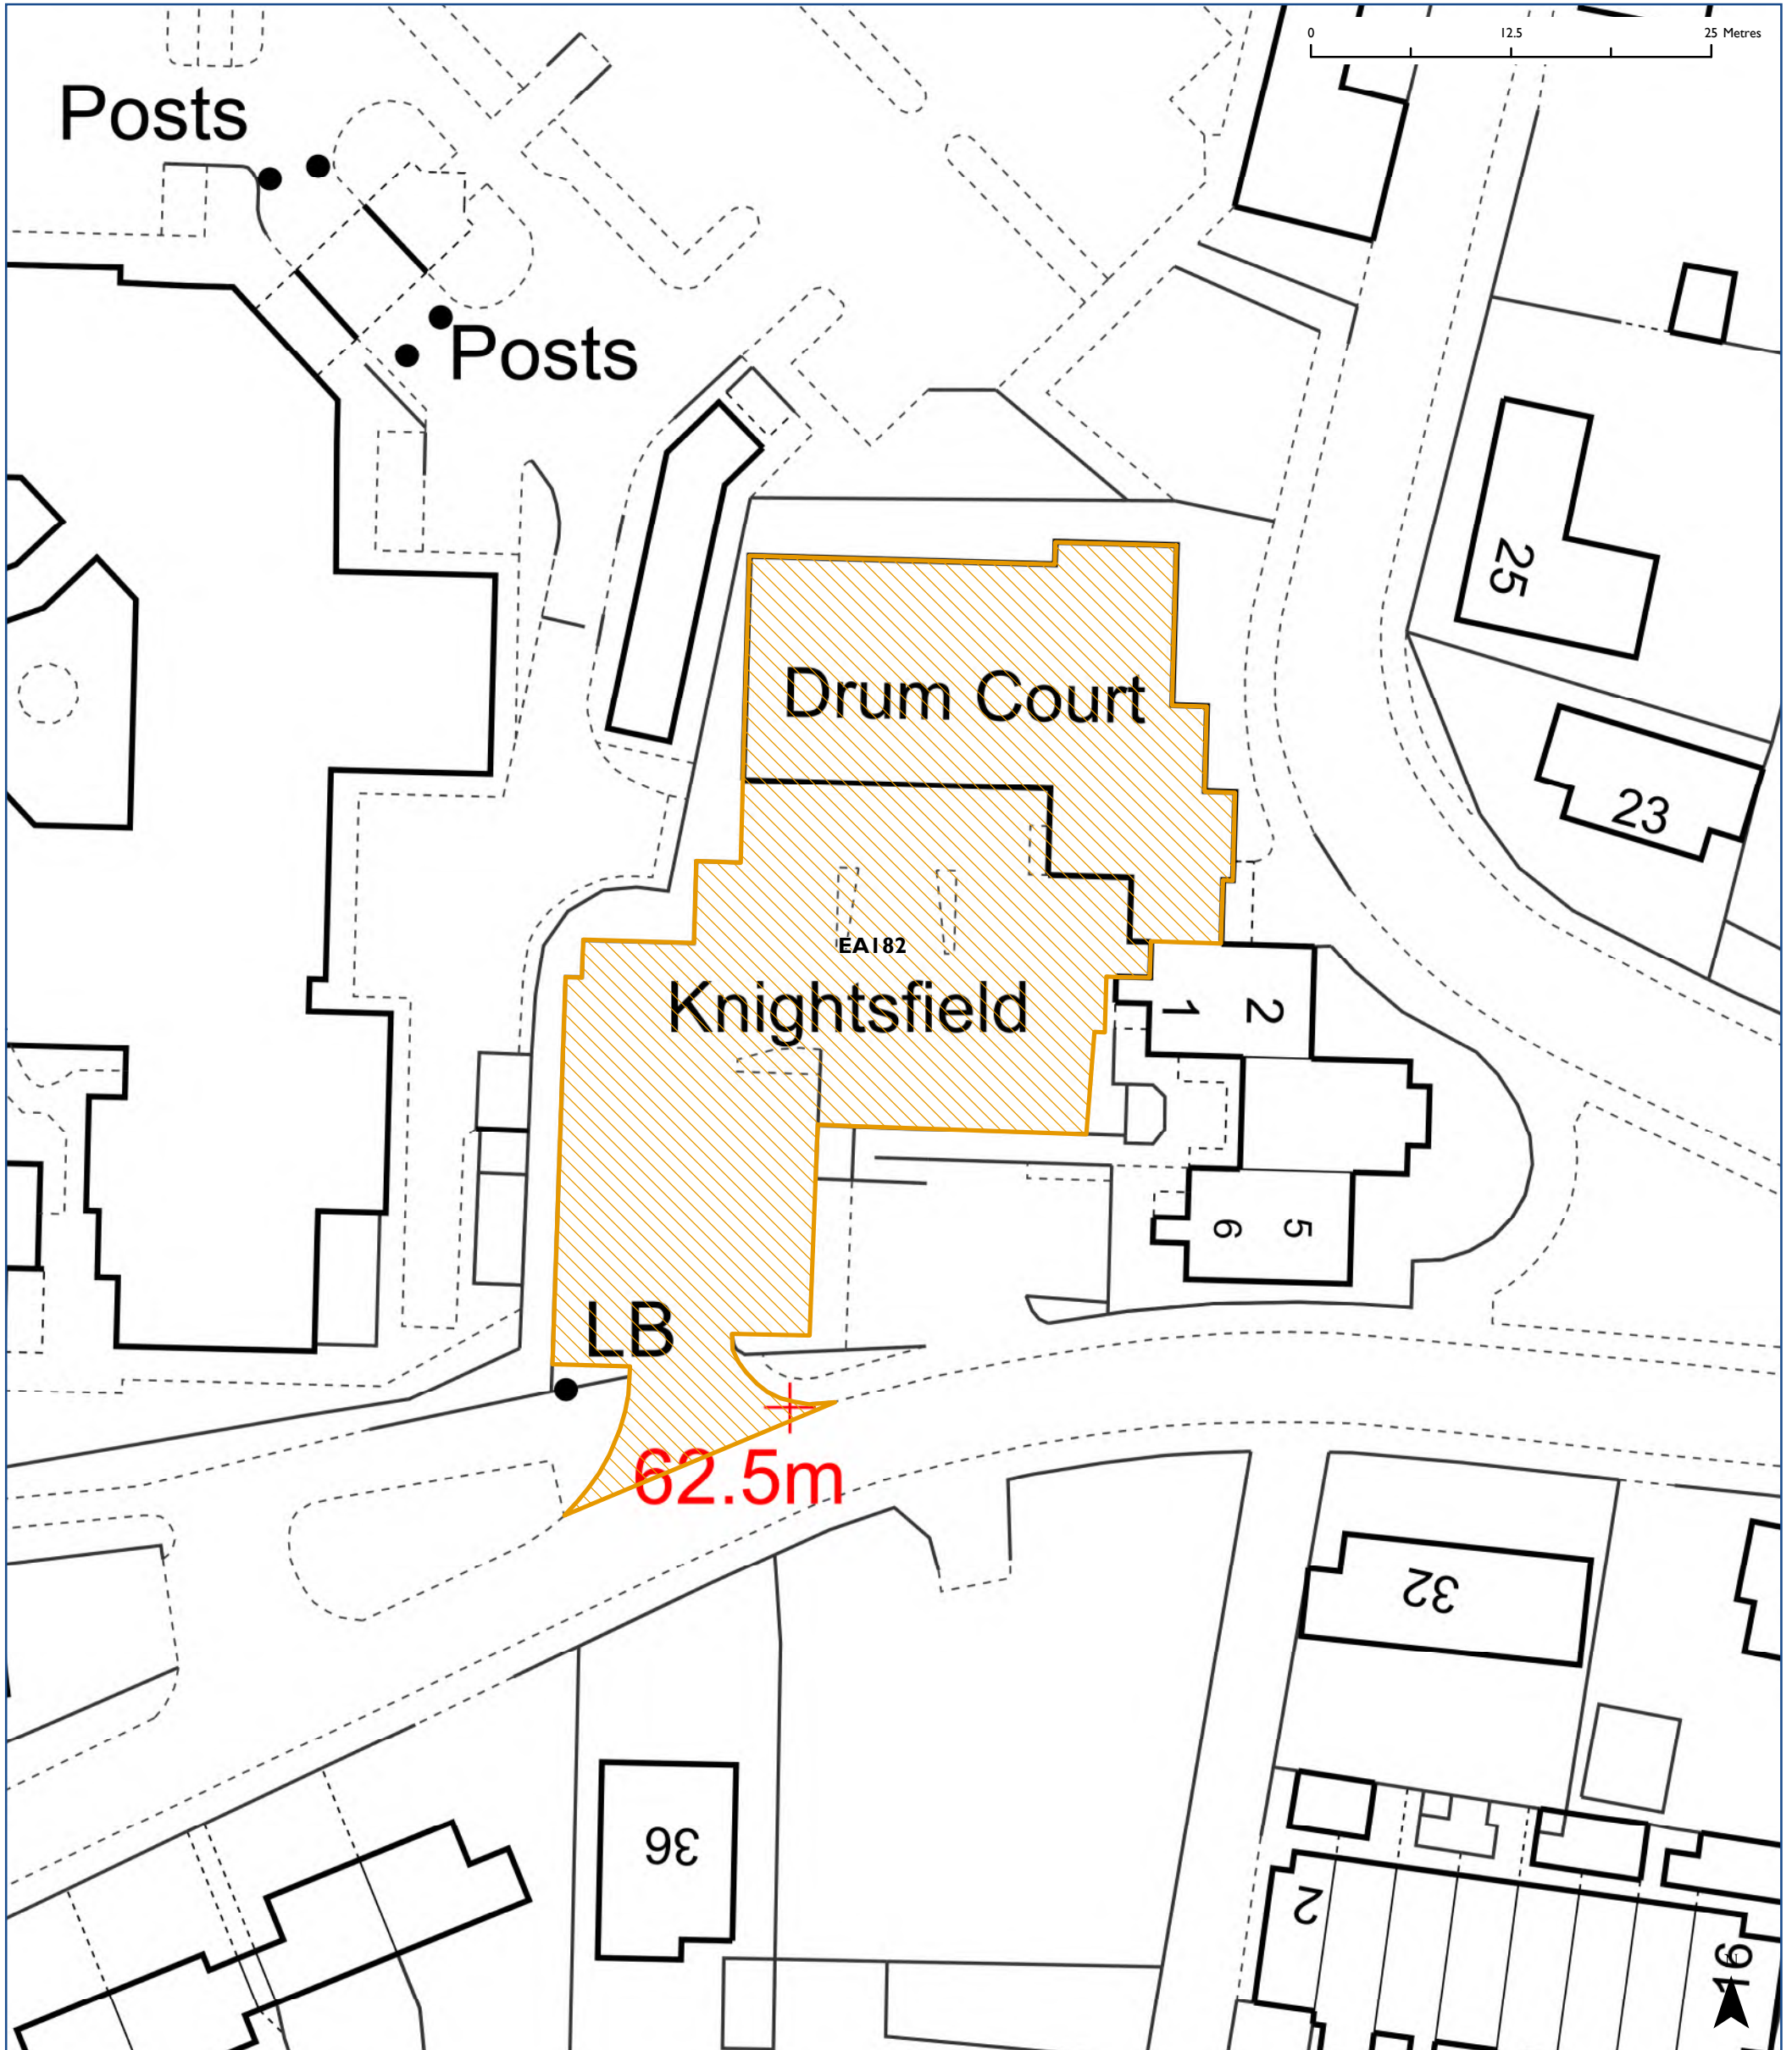 0 12.5 25 Metres
Posts
Posts
25
Drum Court
23
EA182
Knightsfield
1 2
6 5
LB
62.5m
32
36
2
16
N